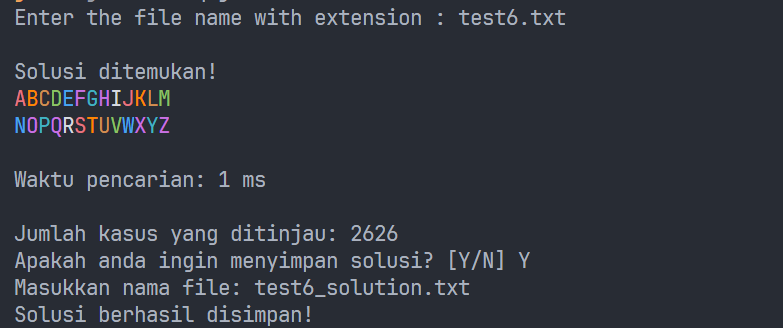 Enter the file name with extension : test6.txt
Solusi ditemukan!
ABCDEFGHIJKLM
NOPQRSTUVWXYZ
Waktu pencarian: 1 ms
Jumlah kasus yang ditinjau: 2626
Apakah anda ingin menyimpan solusi? [Y/N] Y
Masukkan nama file: test6_solution.txt
Solusi berhasil disimpan!